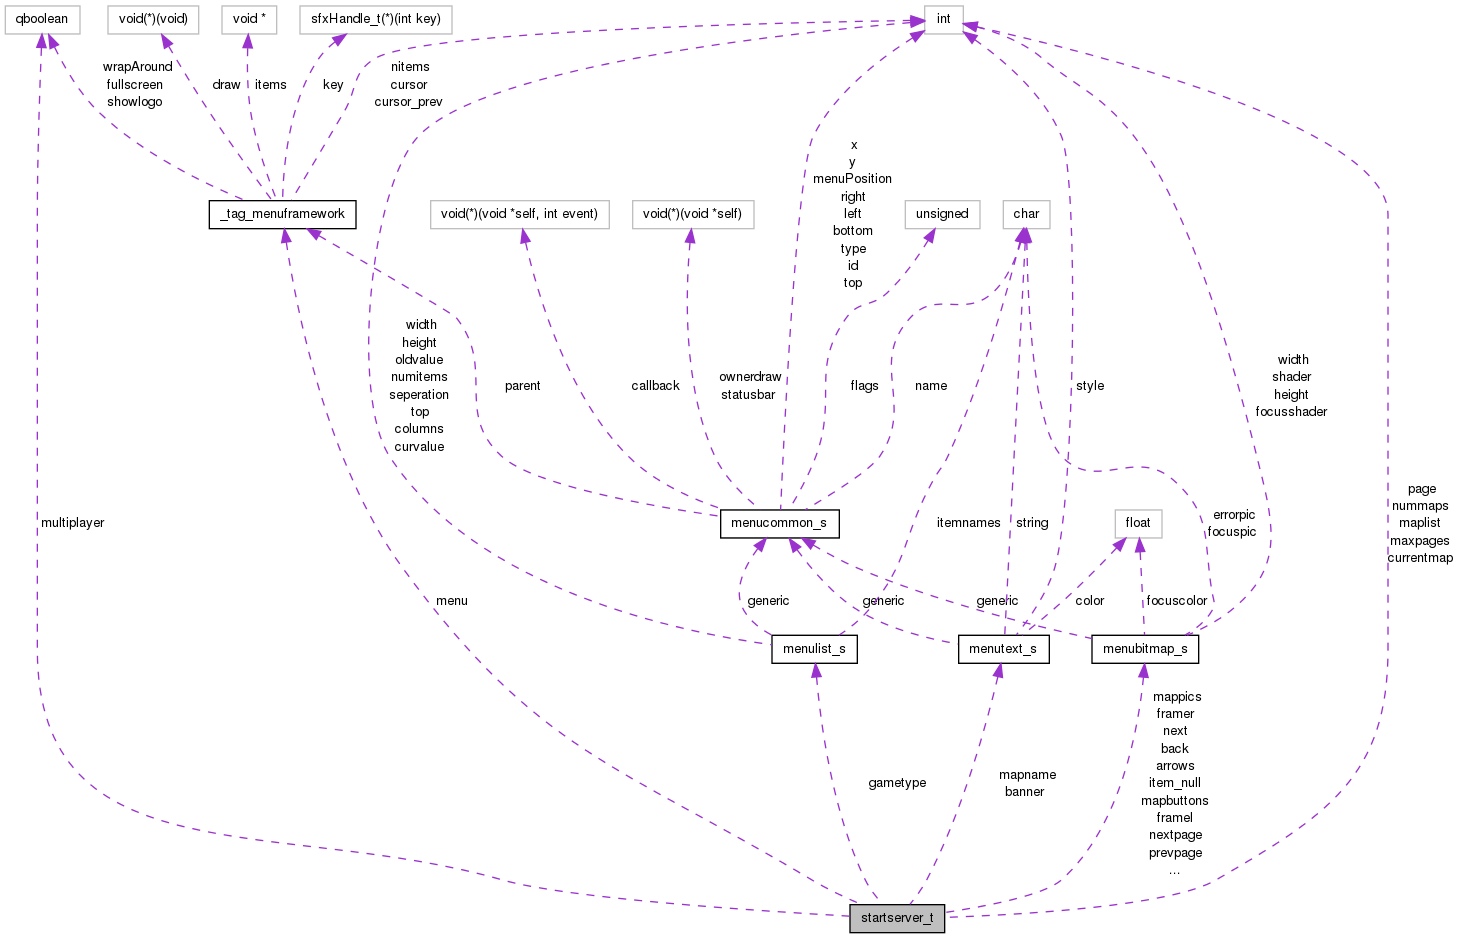 qboolean
void(*)(void)
void *
sfxHandle_t(*)(int key)
int
wrapAround
fullscreen
showlogo
draw
items
key
nitems
cursor
cursor_prev
x
y
menuPosition
right
left
bottom
type
id
top
_tag_menuframework
void(*)(void *self, int event)
void(*)(void *self)
unsigned
char
width
height
oldvalue
numitems
seperation
top
columns
curvalue
parent
callback
ownerdraw
statusbar
flags
name
style
width
shader
height
focusshader
multiplayer
menucommon_s
itemnames
string
float
errorpic
focuspic
page
nummaps
maplist
maxpages
currentmap
menu
generic
generic
generic
color
focuscolor
menulist_s
menutext_s
menubitmap_s
gametype
mapname
banner
mappics
framer
next
back
arrows
item_null
mapbuttons
framel
nextpage
prevpage
...
startserver_t